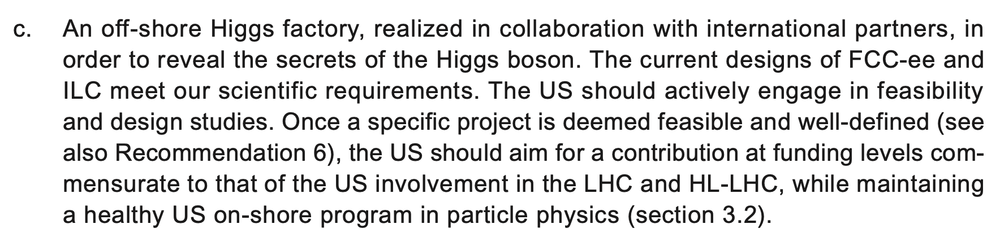 c. An off-shore Higgs factory, realized in collaboration with international partners, in
order to reveal the secrets of the Higgs boson. The current designs of FCC-ee and
ILC meet our scientific requirements. The US should actively engage in feasibility
and design studies. Once a specific project is deemed feasible and well-defined (see
also Recommendation 6), the US should aim for a contribution at funding levels com-
mensurate to that of the US involvement in the LHC and HL-LHC, while maintaining
a healthy US on-shore program in particle physics (section 3.2).